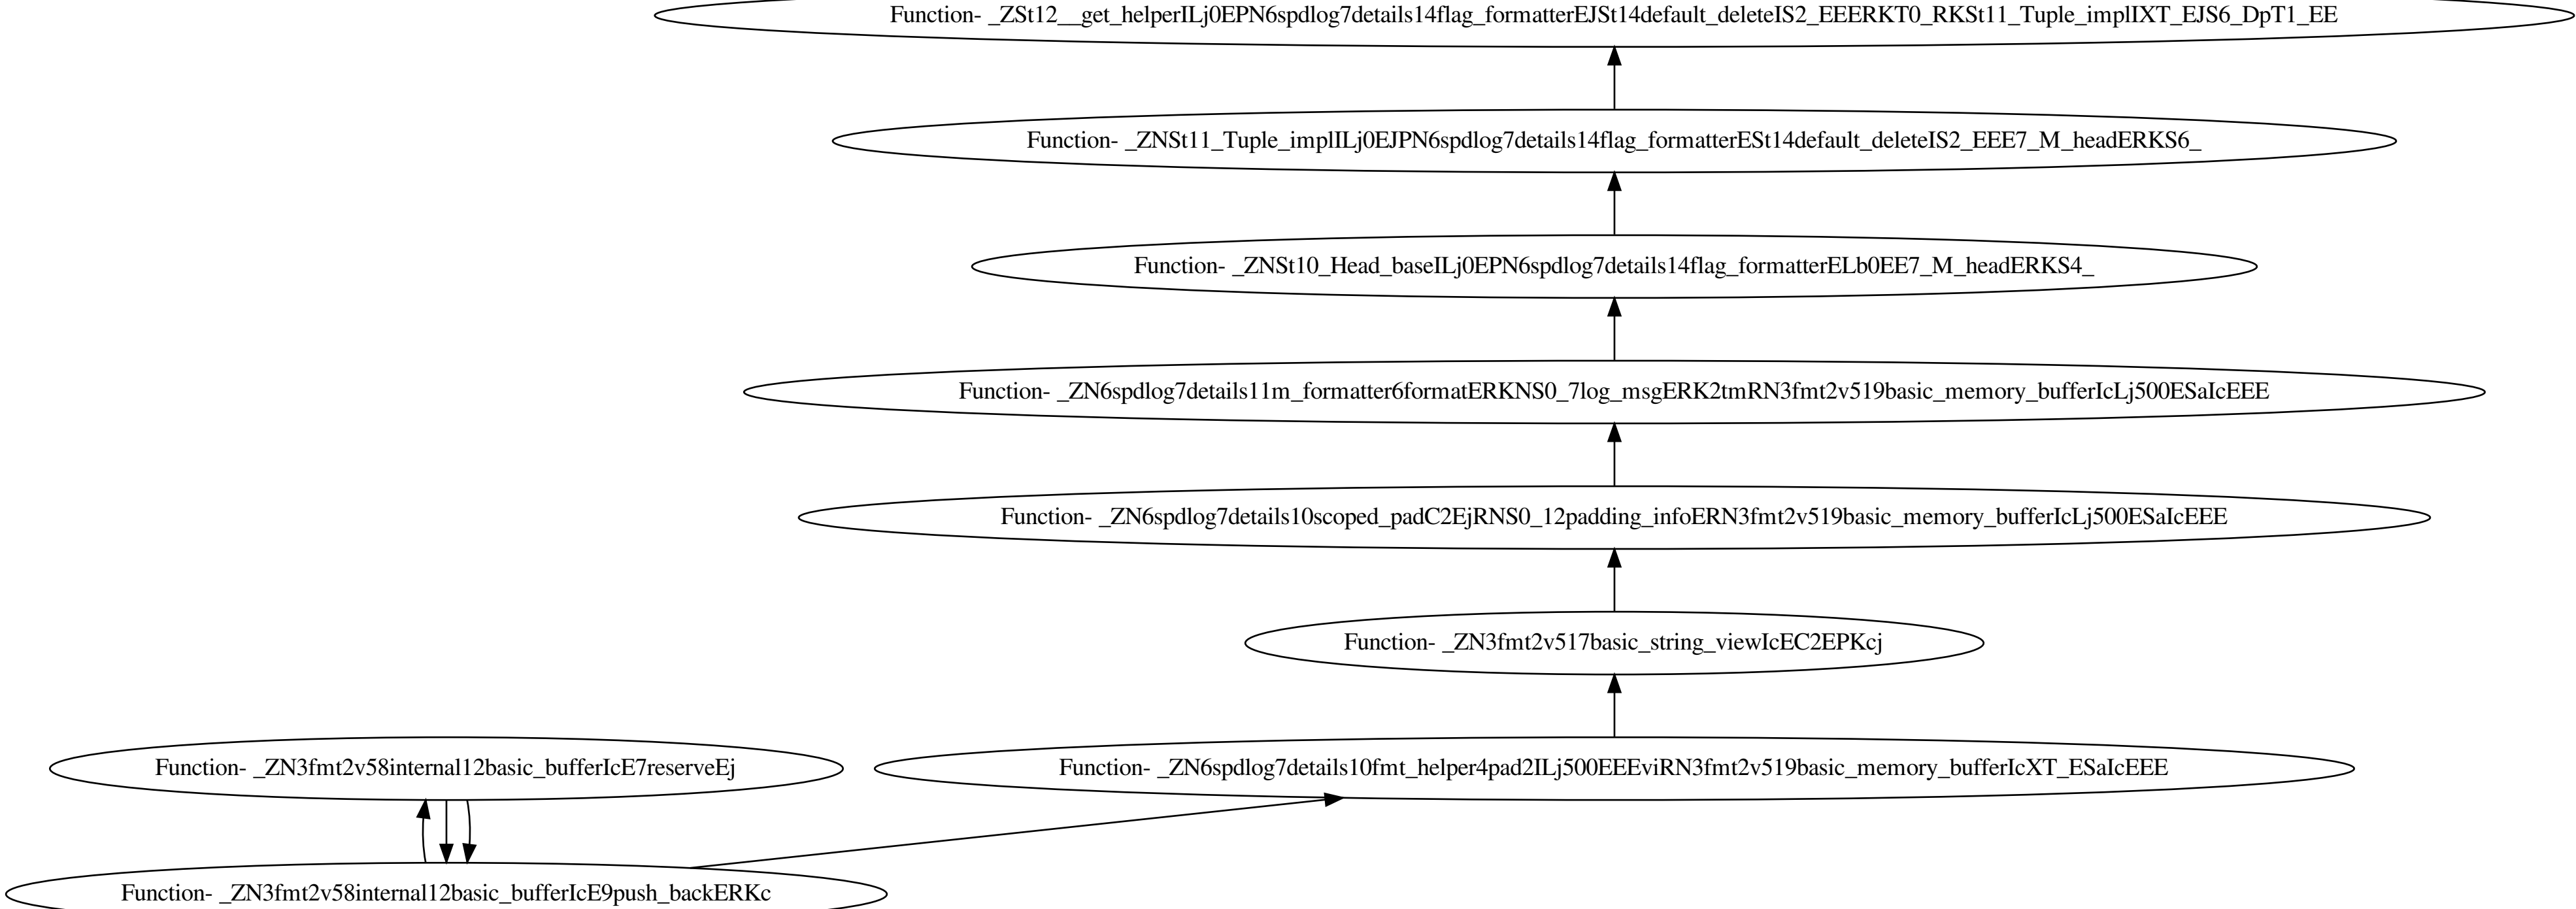 Function- _ZSt12__get_helperILj0EPN6spdlog7details14flag_formatterEJSt14default_deleteIS2_EEERKT0_RKSt11_Tuple_implIXT_EJS6_DpT1_EE
Function- _ZNSt11_Tuple_implILj0EJPN6spdlog7details14flag_formatterESt14default_deleteIS2_EEE7_M_headERKS6_
Function- _ZNSt10_Head_baseILj0EPN6spdlog7details14flag_formatterELb0EE7_M_headERKS4_
Function- _ZN6spdlog7details11m_formatter6formatERKNS0_7log_msgERK2tmRN3fmt2v519basic_memory_bufferIcLj500ESaIcEEE
Function- _ZN6spdlog7details10scoped_padC2EjRNS0_12padding_infoERN3fmt2v519basic_memory_bufferIcLj500ESaIcEEE
Function- _ZN3fmt2v517basic_string_viewIcEC2EPKcj
Function- _ZN3fmt2v58internal12basic_bufferIcE7reserveEj
Function- _ZN6spdlog7details10fmt_helper4pad2ILj500EEEviRN3fmt2v519basic_memory_bufferIcXT_ESaIcEEE
Function- _ZN3fmt2v58internal12basic_bufferIcE9push_backERKc